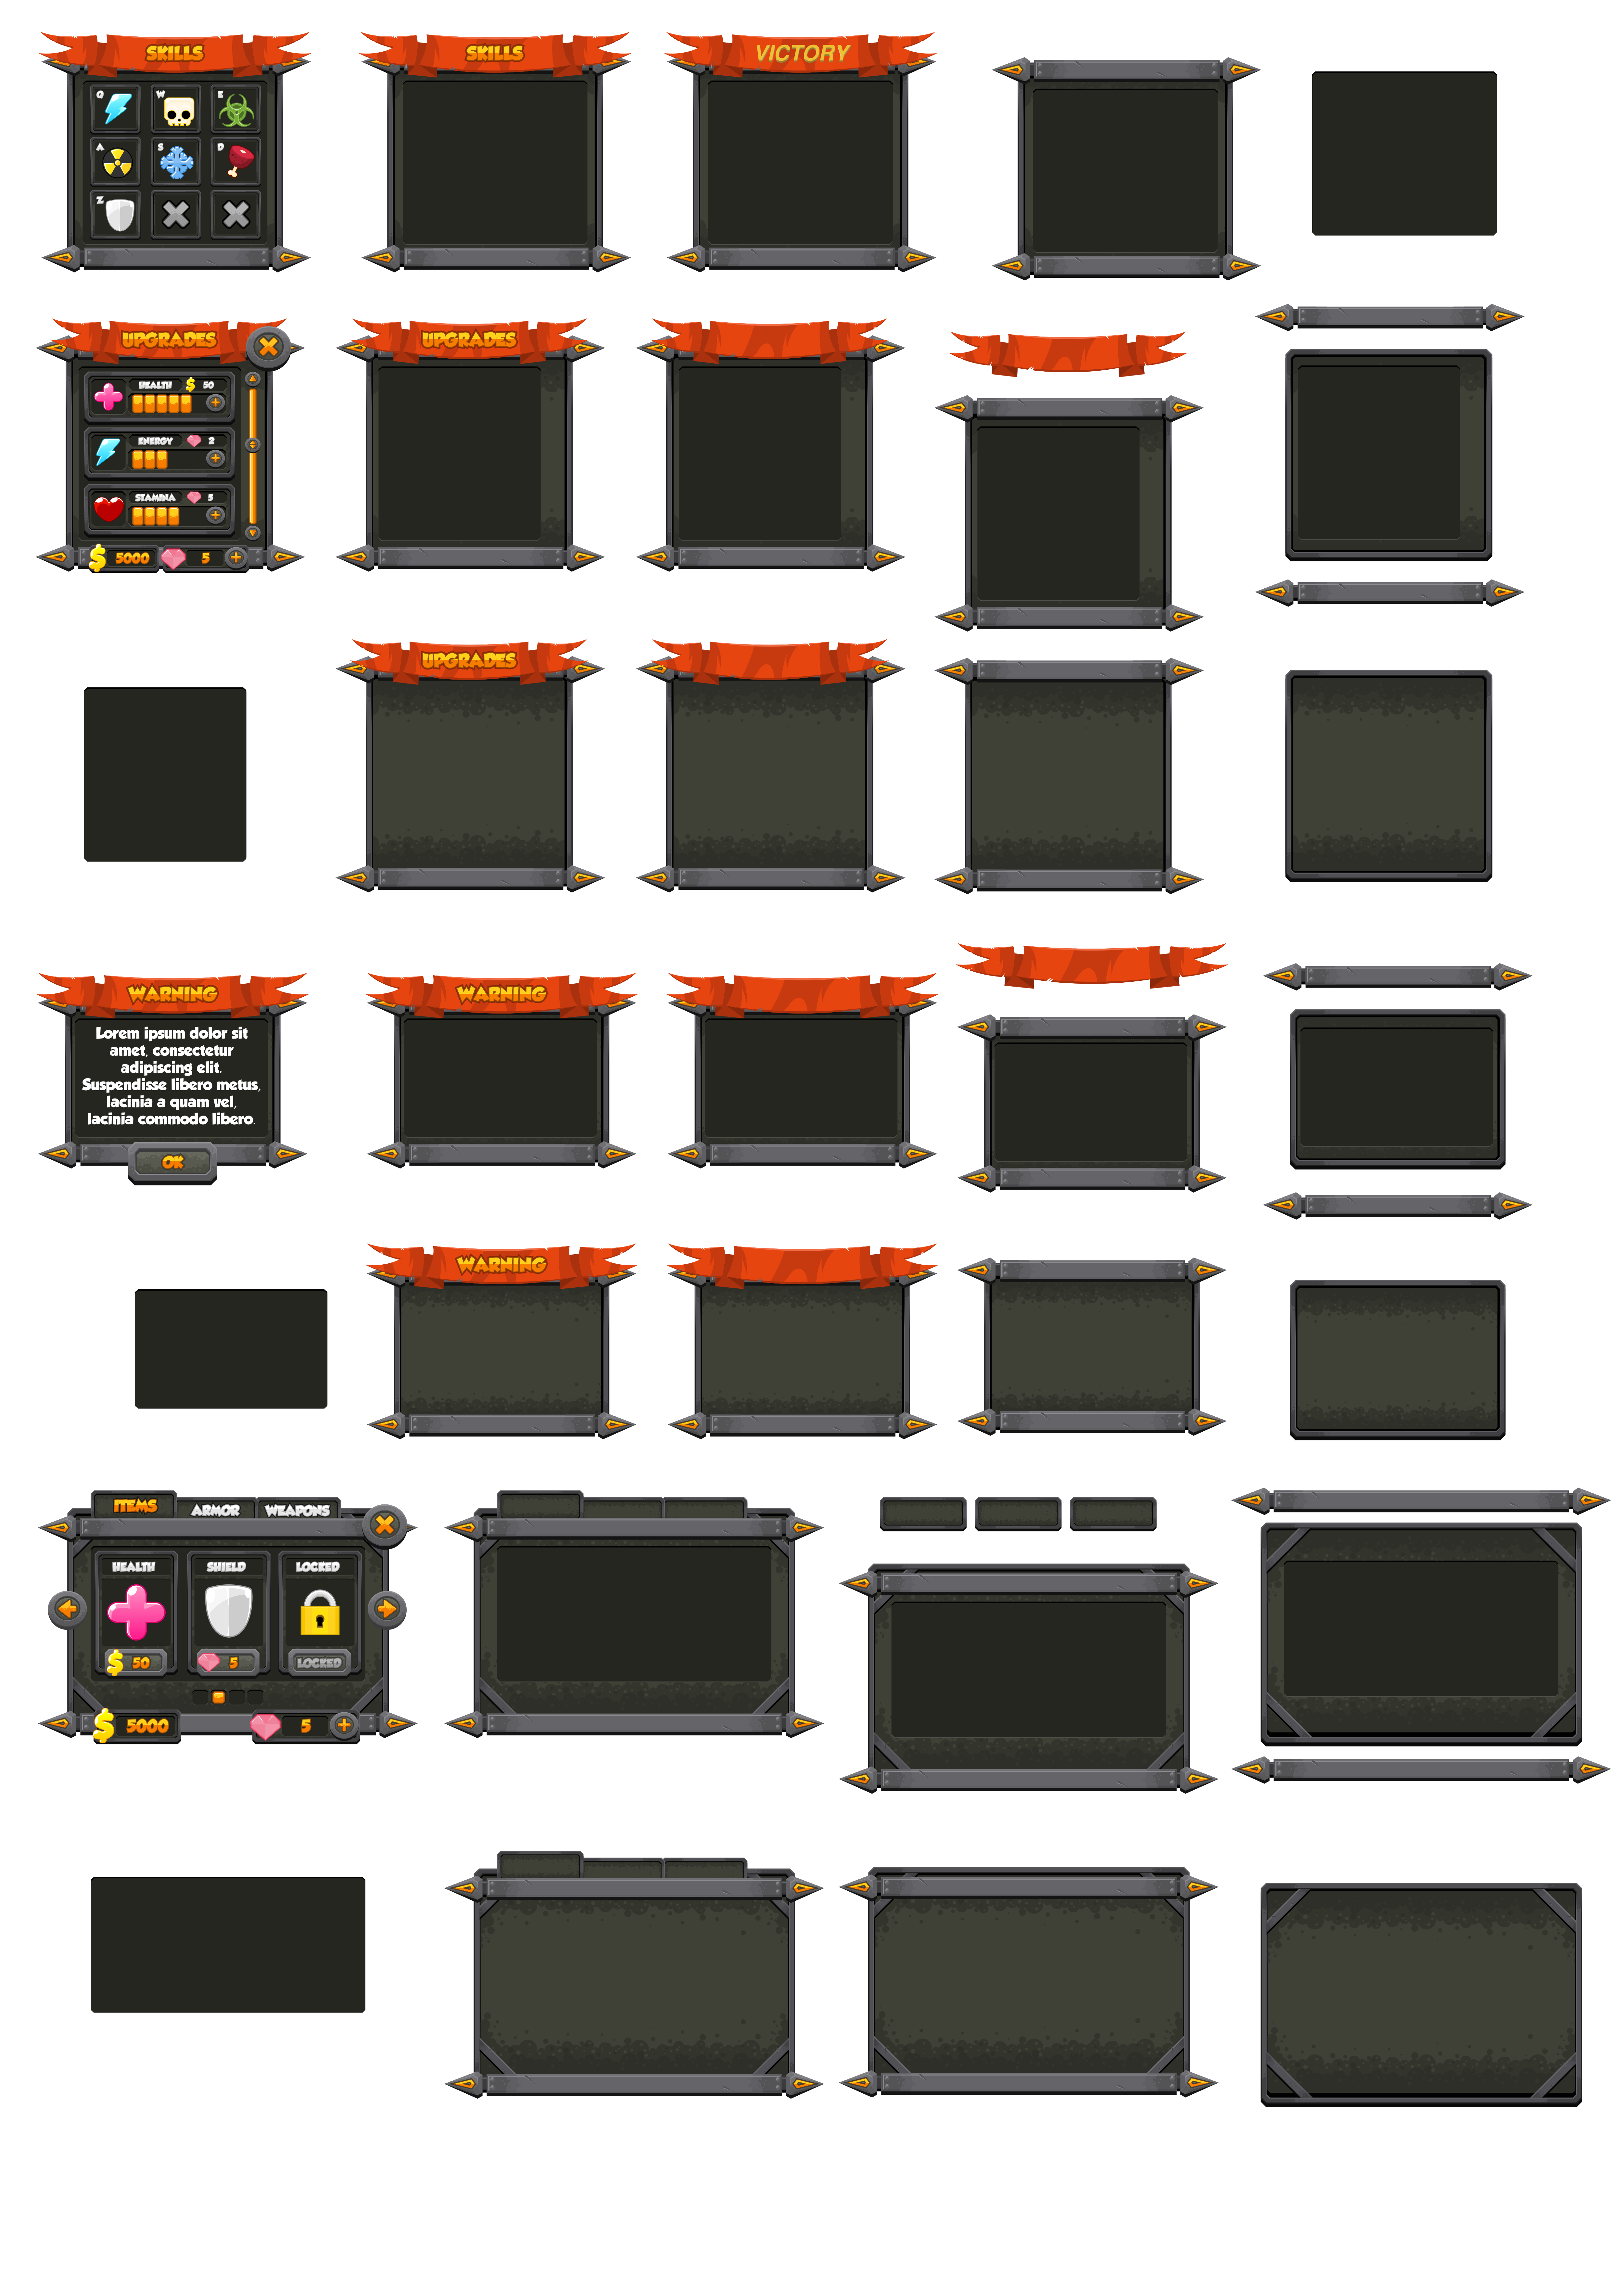 SKILLS
SKILLS
VICTORY
Q
W
E
A
S
D
Z
UPGRADES
UPGRADES
HEALTH $ 50
ENERGY 2
STAMINA 5
$ 5000 5
UPGRADES
WARNING
WARNING
Lorem ipsum dolor sit
amet, consectetur
adipiscing elit.
Suspendisse libero metus,
lacinia a quam vel,
lacinia commodo libero.
OK
WARNING
ITEMS
ARMOR
WEAPONS
HEALTH
SHIELD
LOCKED
$ 50
5
LOCKED
$ 5000
5